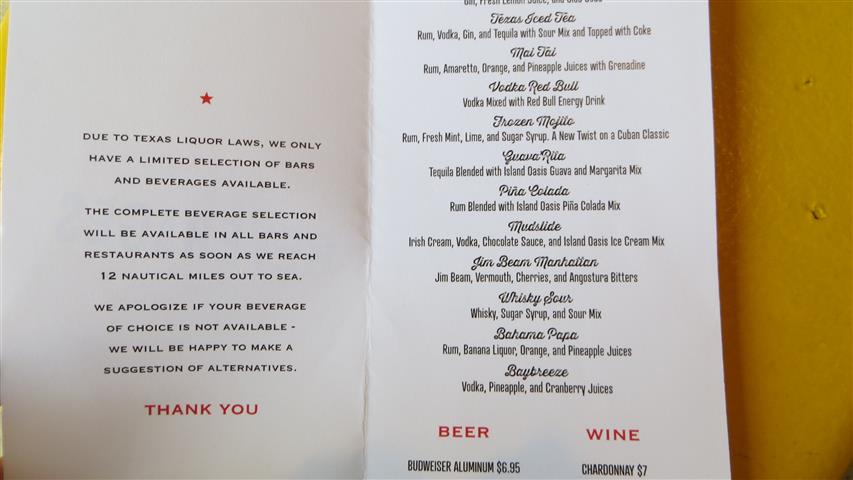 DUE TO TEXAS LIQUOR LAWS, WE ONLY
HAVE A LIMITED SELECTION OF BARS
AND BEVERAGES AVAILABLE.
THE COMPLETE BEVERAGE SELECTION
WILL BE AVAILABLE IN ALL BARS AND
RESTAURANTS AS SOON AS WE REACH
12 NAUTICAL MILES OUT TO SEA.
WE APOLOGIZE IF YOUR BEVERAGE
OF CHOICE IS NOT AVAILABLE -
WE WILL BE HAPPY TO MAKE A
SUGGESTION OF ALTERNATIVES.
THANK YOU
Gin, Fresh Lemon Juice, and
Texas Iced Tea
Rum, Vodka, Gin, and Tequila with Sour Mix and Topped with Coke
Mai Tai
Rum, Amaretto, Orange, and Pineapple Juices with Grenadine
Vodka Red Bull
Vodka Mixed with Red Bull Energy Drink
Frozen Mojito
Rum, Fresh Mint, Lime, and Sugar Syrup. A New Twist on a Cuban Classic
GuavaRita
Tequila Blended with Island Oasis Guava and Margarita Mix
Piña Colada
Rum Blended with Island Oasis Piña Colada Mix
Mudslide
Irish Cream, Vodka, Chocolate Sauce, and Island Oasis Ice Cream Mix
Jim Beam Manhattan
Jim Beam, Vermouth, Cherries, and Angostura Bitters
Whisky Sour
Whisky, Sugar Syrup, and Sour Mix
Bahama Papa
Rum, Banana Liquor, Orange, and Pineapple Juices
Baybreeze
Vodka, Pineapple, and Cranberry Juices
BEER
BUDWEISER ALUMINUM $6.95
WINE
CHARDONNAY $7